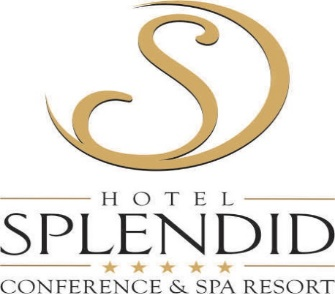 S
HOTEL
SPLENDID
CONFERENCE & SPA RESORT